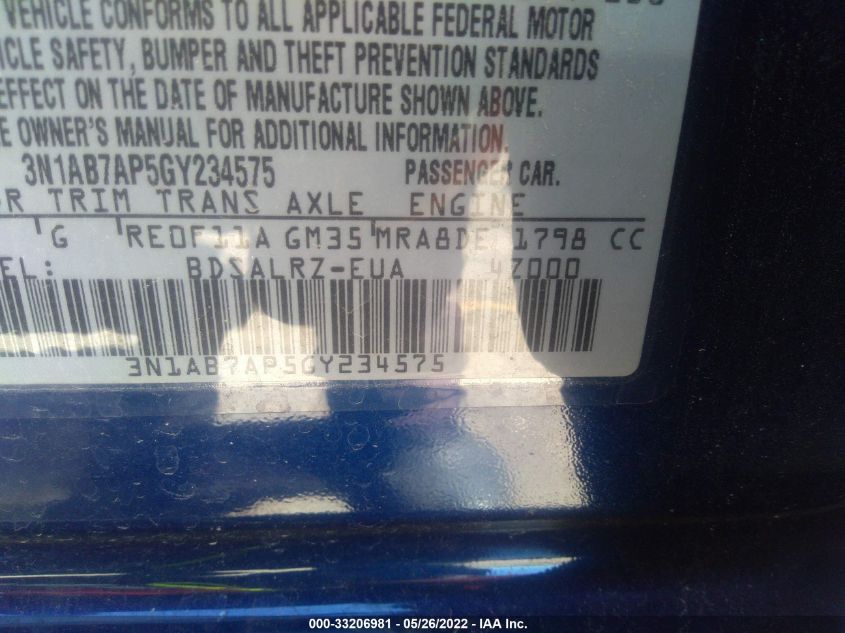 VEHICLE CONFORMS TO ALL APPLICABLE FEDERAL MOTOR
VEHICLE SAFETY, BUMPER AND THEFT PREVENTION STANDARDS
EFFECT ON THE DATE OF MANUFACTURE SHOWN ABOVE.
OWNER'S MANUAL FOR ADDITIONAL INFORMATION.
3N1AB7AP5GY234575 PASSENGER CAR.
TRIM TRANS AXLE ENGINE
G RE0F11A GM35 MRA8DE 1798 CC
EL: BDSALRZ-EUA 4Z000
3N1AB7AP5GY234575
000-33206981 - 05/26/2022 - IAA Inc.